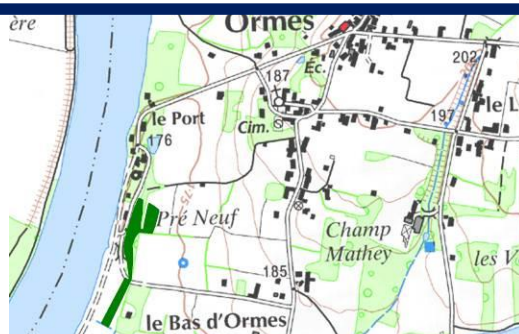 ère
Ormes
202
187
Éc.
le L
le Port
197
Cim.
176
Pré Neuf
Champ
Mathey
les V
185
le Bas d'Ormes